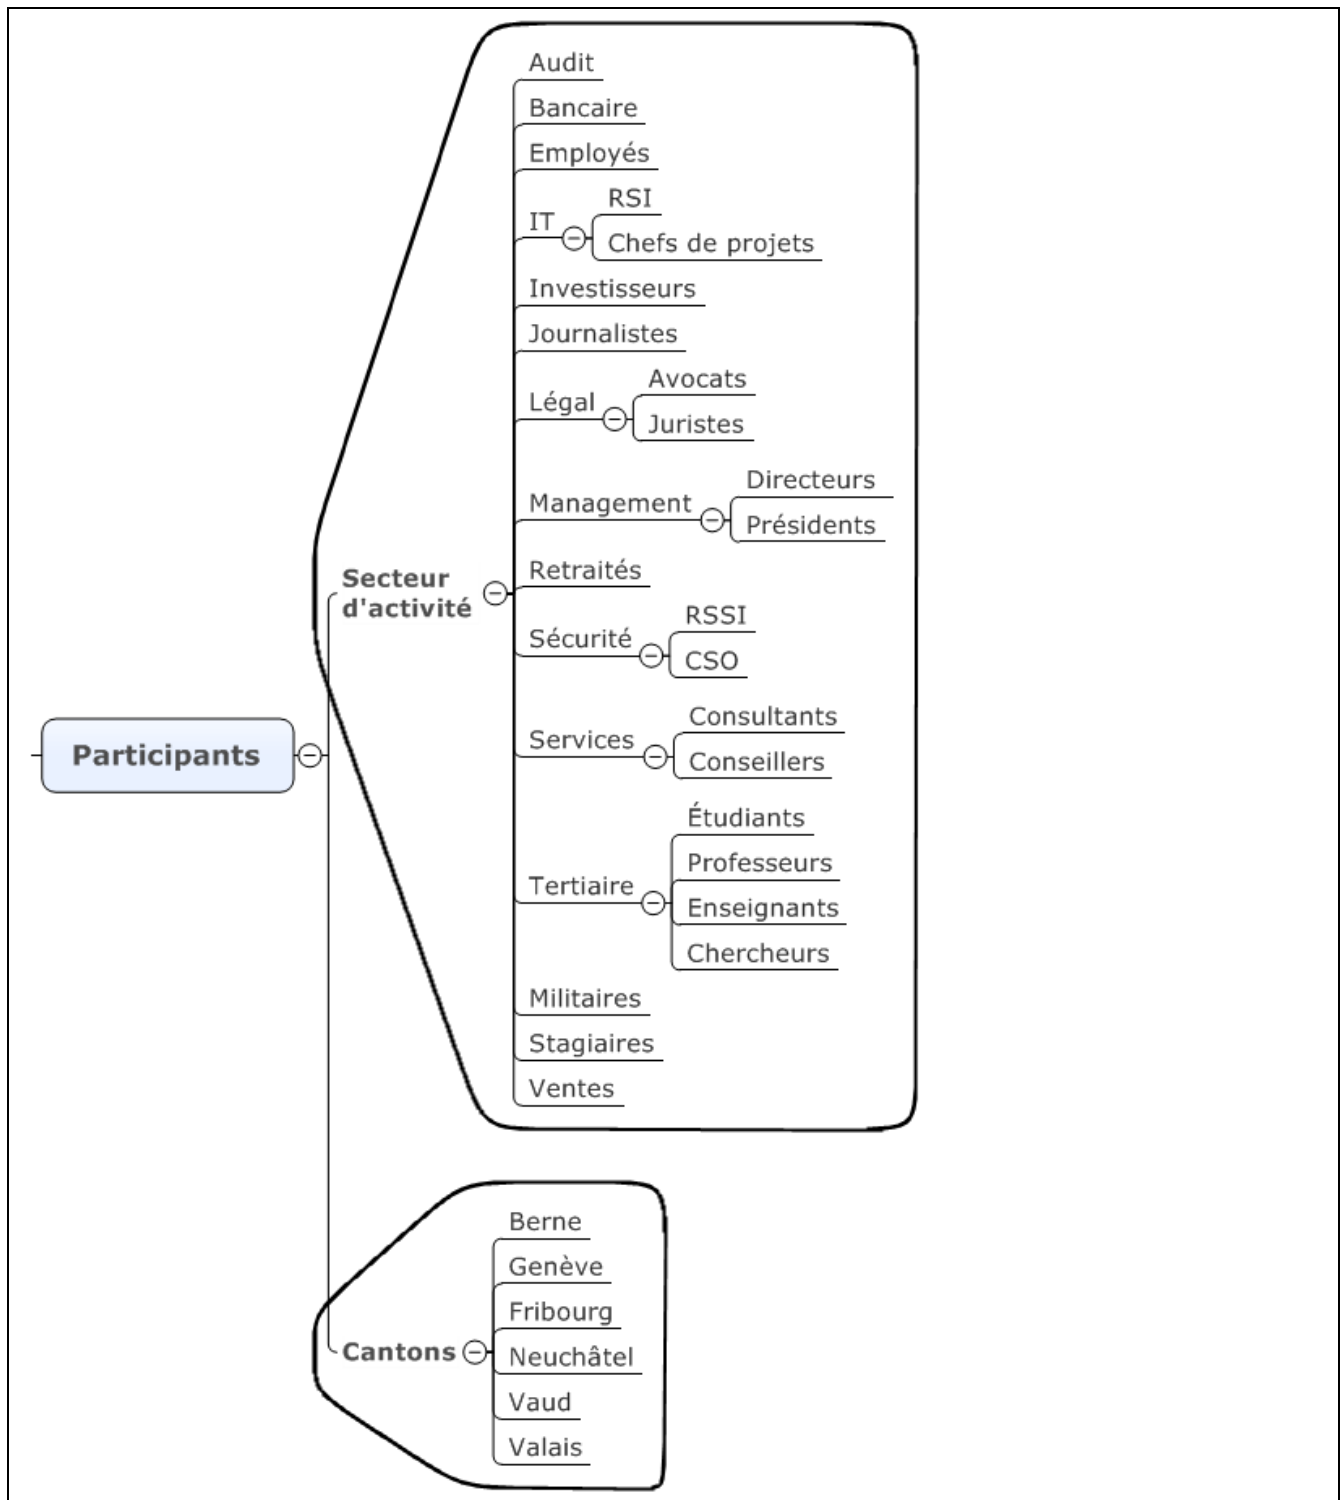 Participants
Secteur
d'activité
Audit
Bancaire
Employés
IT
RSI
Chefs de projets
Investisseurs
Journalistes
Légal
Avocats
Juristes
Management
Directeurs
Présidents
Retraités
Sécurité
RSSI
CSO
Services
Consultants
Conseillers
Tertiaire
Étudiants
Professeurs
Enseignants
Chercheurs
Militaires
Stagiaires
Ventes
Cantons
Berne
Genève
Fribourg
Neuchâtel
Vaud
Valais